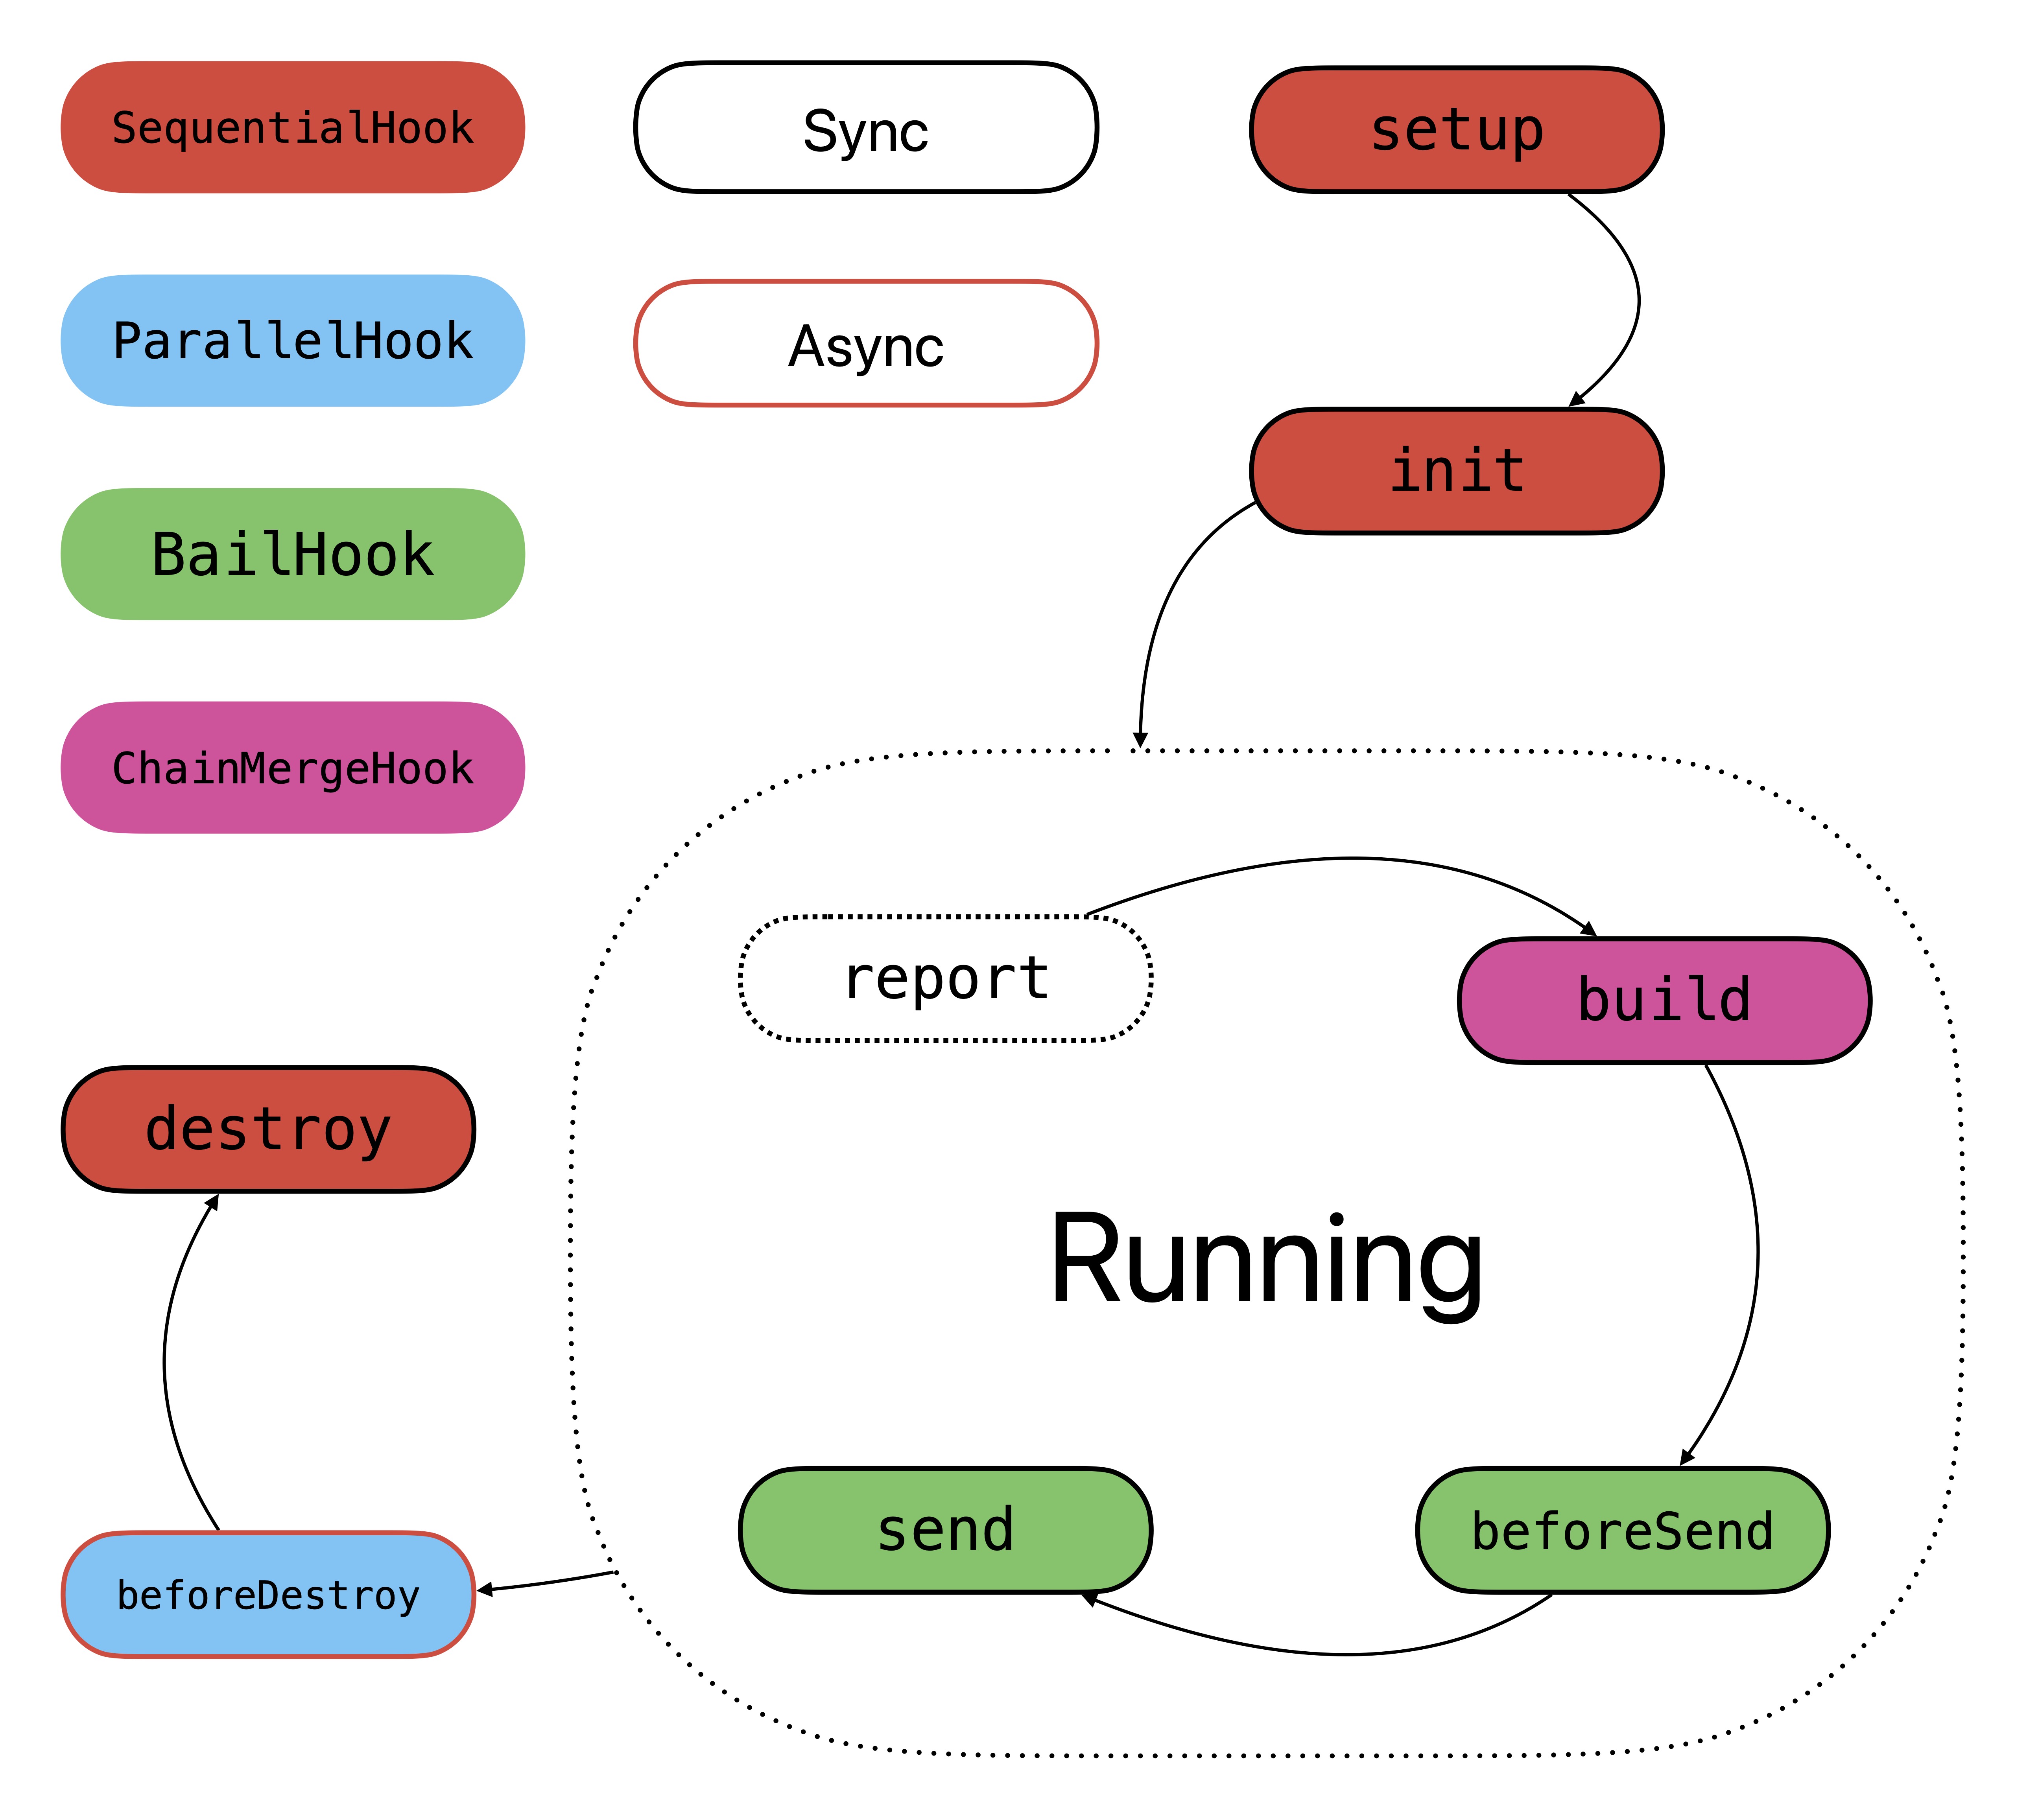 SequentialHook
Sync
setup
ParallelHook
Async
init
BailHook
ChainMergeHook
report
build
destroy
Running
send
beforeSend
beforeDestroy